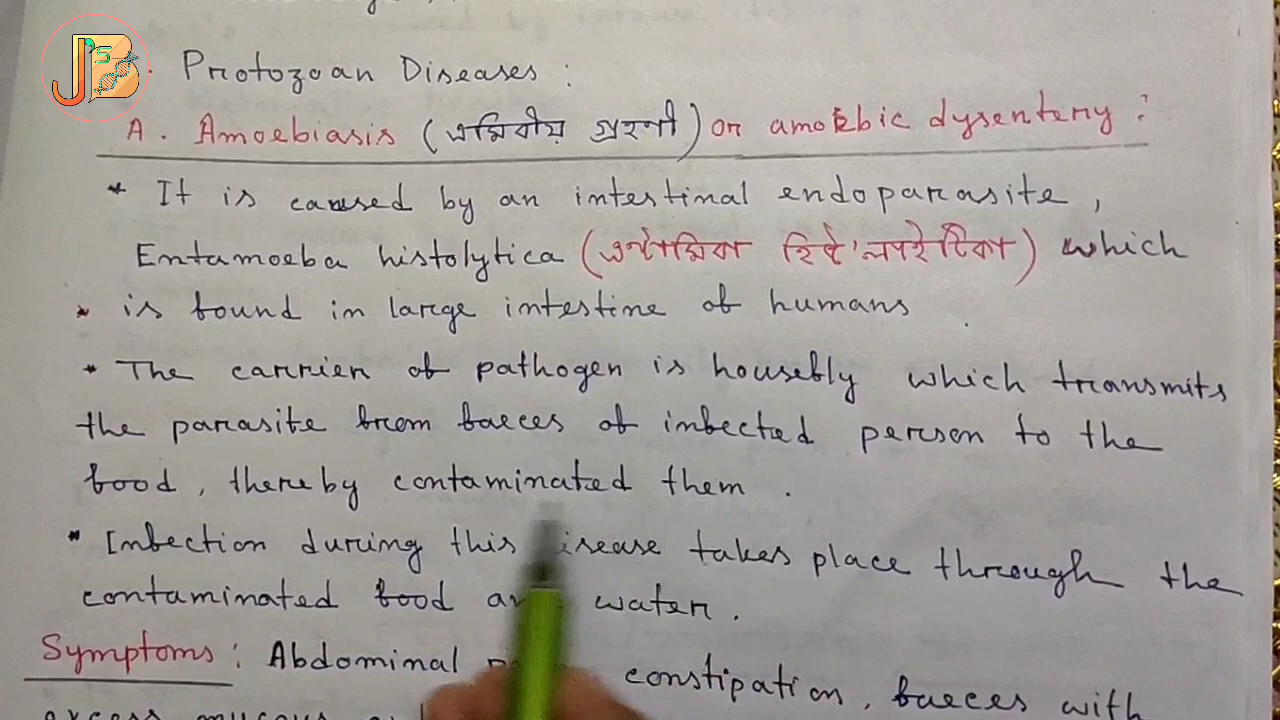 Protozoan Diseases :
A. Amoebiasis (এমিবীয় গ্রহণী) or amoebic dysentery :
* It is caused by an intestinal endoparasite,
Entamoeba histolytica ( ) which
* is found in large intestine of humans.
* The carrier of pathogen is housefly which transmits
the parasite from faeces of infected person to the
food, thereby contaminated them.
* Infection during this disease takes place through the
contaminated food and water.
Symptoms : Abdominal constipation, faeces with
excess mucous